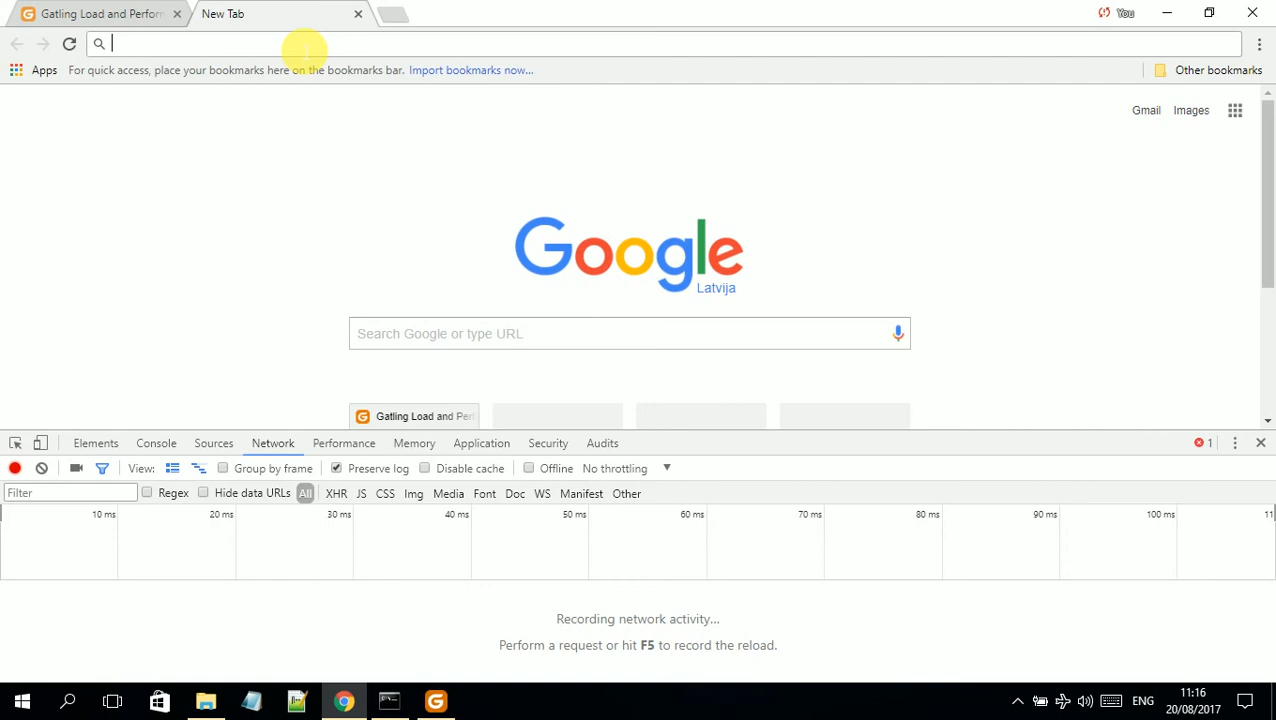 Gatling Load and Perforn
New Tab
You
Apps For quick access, place your bookmarks here on the bookmarks bar. Import bookmarks now...
Other bookmarks
Gmail Images
Google
Latvija
Search Google or type URL
Gatling Load and Per
Elements Console Sources Network Performance Memory Application Security Audits 1
View: Group by frame Preserve log Disable cache Offline No throttling
Filter Regex Hide data URLs All XHR JS CSS Img Media Font Doc WS Manifest Other
10 ms 20 ms 30 ms 40 ms 50 ms 60 ms 70 ms 80 ms 90 ms 100 ms 11
Recording network activity...
Perform a request or hit F5 to record the reload.
ENG
11:16
20/08/2017